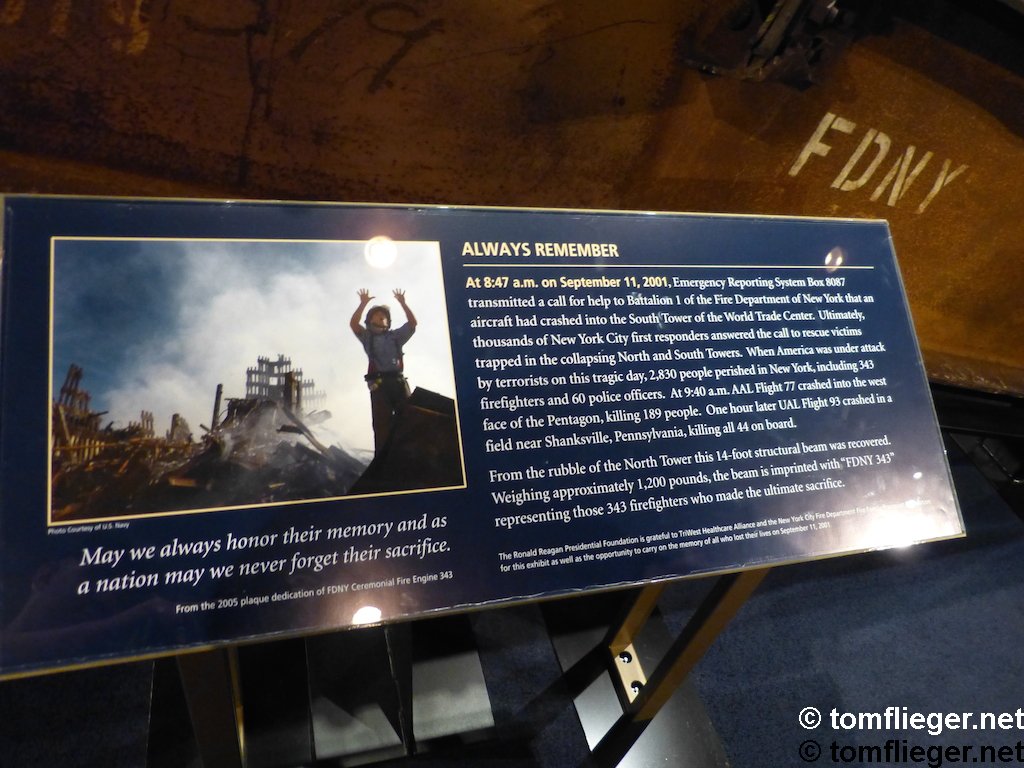 FDNY
ALWAYS REMEMBER
At 8:47 a.m. on September 11, 2001, Emergency Reporting System Box 8087
transmitted a call for help to Battalion 1 of the Fire Department of New York that an
aircraft had crashed into the South Tower of the World Trade Center. Ultimately,
thousands of New York City first responders answered the call to rescue victims
trapped in the collapsing North and South Towers. When America was under attack
by terrorists on this tragic day, 2,830 people perished in New York, including 343
firefighters and 60 police officers. At 9:40 a.m. AAL Flight 77 crashed into the west
face of the Pentagon, killing 189 people. One hour later UAL Flight 93 crashed in a
field near Shanksville, Pennsylvania, killing all 44 on board.
From the rubble of the North Tower this 14-foot structural beam was recovered.
Weighing approximately 1,200 pounds, the beam is imprinted with "FDNY 343"
representing those 343 firefighters who made the ultimate sacrifice.
The Ronald Reagan Presidential Foundation is grateful to TriWest Healthcare Alliance and the New York City Fire Department Fire
for this exhibit as well as the opportunity to carry on the memory of all who lost their lives on September 11, 2001
Photo Courtesy of U.S. Navy
May we always honor their memory and as
a nation may we never forget their sacrifice.
From the 2005 plaque dedication of FDNY Ceremonial Fire Engine 343
© tomflieger.net
© tomflieger.net